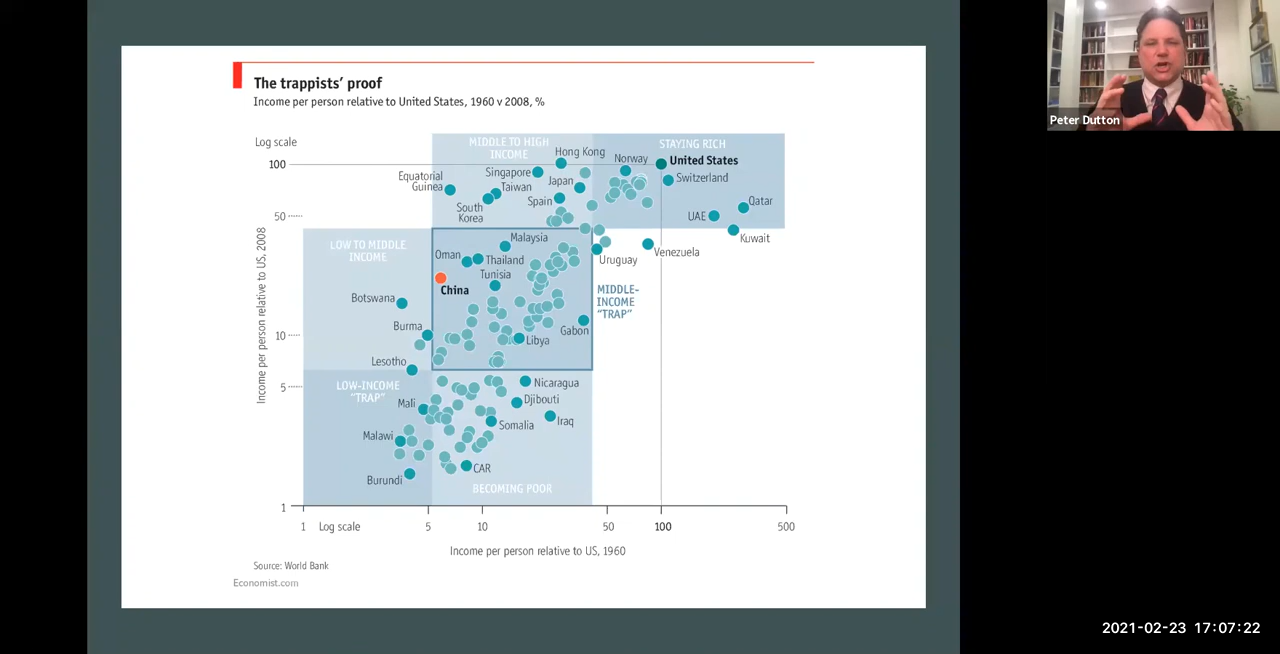 The trappists' proof
Income per person relative to United States, 1960 v 2008, %
Log scale
100
50
10
5
1
Income per person relative to US, 2008
MIDDLE TO HIGH
INCOME
STAYING RICH
Hong Kong
Norway
United States
Singapore
Japan
Switzerland
Equatorial
Guinea
Taiwan
Spain
Qatar
South
Korea
UAE
Kuwait
LOW TO MIDDLE
INCOME
Malaysia
Oman
Thailand
Uruguay
Venezuela
Tunisia
China
MIDDLE-
INCOME
"TRAP"
Botswana
Burma
Gabon
Libya
Lesotho
LOW-INCOME
"TRAP"
Nicaragua
Mali
Djibouti
Somalia
Iraq
Malawi
CAR
Burundi
BECOMING POOR
1
Log scale
5
10
50
100
500
Income per person relative to US, 1960
Source: World Bank
Economist.com
Peter Dutton
2021-02-23 17:07:22